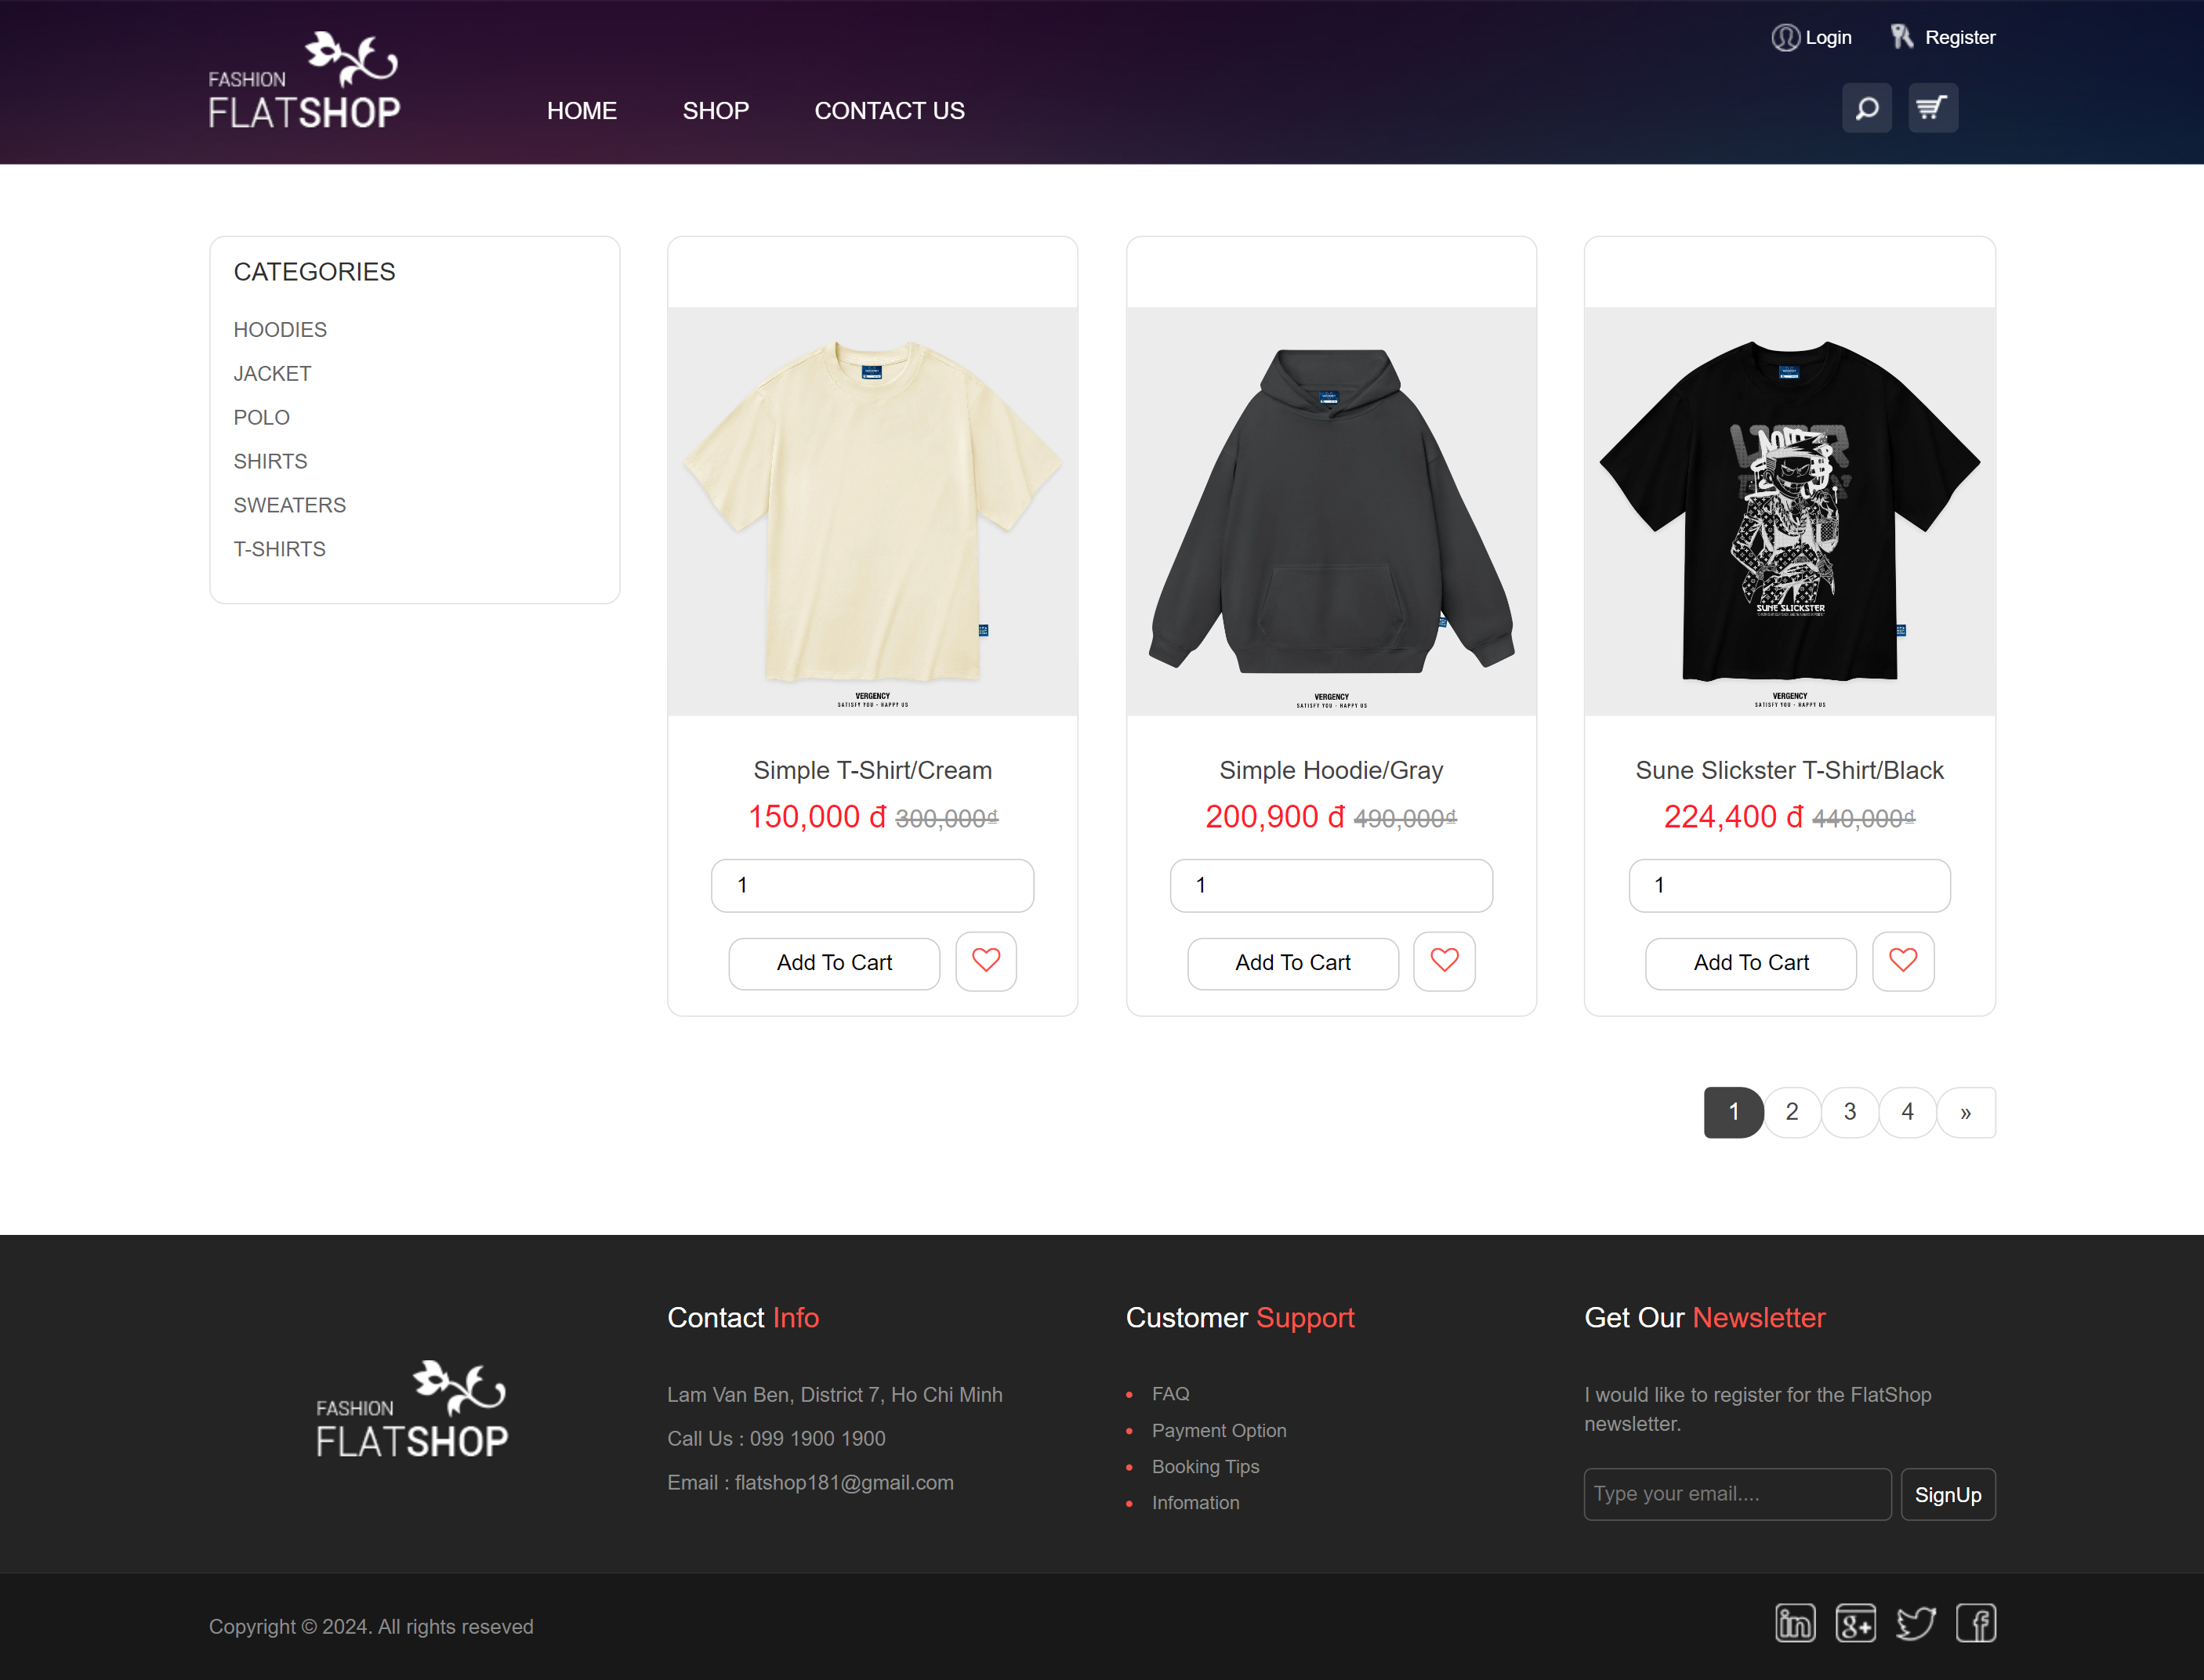 Login
Register
FASHION
FLATSHOP
HOME
SHOP
CONTACT US
CATEGORIES
HOODIES
JACKET
POLO
SHIRTS
SWEATERS
T-SHIRTS
VERGENCY
SATISFY YOU - HAPPY US
Simple T-Shirt/Cream
150,000 đ 300,000₫
1
Add To Cart
VERGENCY
SATISFY YOU - HAPPY US
Simple Hoodie/Gray
200,900 đ 490,000₫
1
Add To Cart
SUNE SLICKSTER
VERGENCY
SATISFY YOU - HAPPY US
Sune Slickster T-Shirt/Black
224,400 đ 440,000₫
1
Add To Cart
1 2 3 4 »
FASHION
FLATSHOP
Contact Info
Lam Van Ben, District 7, Ho Chi Minh
Call Us : 099 1900 1900
Email : flatshop181@gmail.com
Customer Support
FAQ
Payment Option
Booking Tips
Infomation
Get Our Newsletter
I would like to register for the FlatShop
newsletter.
Type your email....
SignUp
Copyright © 2024. All rights reseved